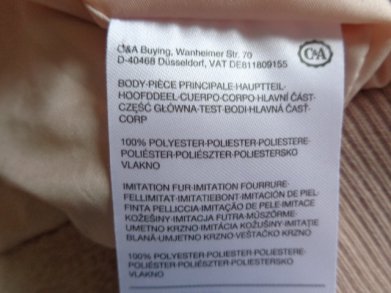 C&A Buying, Wanheimer Str. 70
D-40468 Düsseldorf, VAT DE811809155
C&A
BODY·PIÈCE PRINCIPALE·HAUPTTEIL·
HOOFDDEEL·CUERPO·CORPO·HLAVNÍ ČÁST·
CZĘŚĆ GŁÓWNA·TEST·BODI·HLAVNÁ ČASŤ·
CORP
100% POLYESTER·POLIESTER·POLIESTERE·
POLIÉSTER·POLIÉSZTER·POLIESTERSKO
VLAKNO
IMITATION FUR·IMITATION FOURRURE·
FELLIMITAT·IMITATIEBONT·IMITACIÓN DE PIEL·
FINTA PELLICCIA·IMITAÇÃO DE PELE·IMITACE
KOŽEŠINY·IMITACJA FUTRA·MŰSZŐRME·
UMETNO KRZNO·IMITÁCIA KOŽUŠINY·IMITAȚIE
BLANĂ·UMJETNO KRZNO·VEŠTAČKO KRZNO
100% POLYESTER·POLIESTER·POLIESTERE·
POLIÉSTER·POLIÉSZTER·POLIESTERSKO
VLAKNO